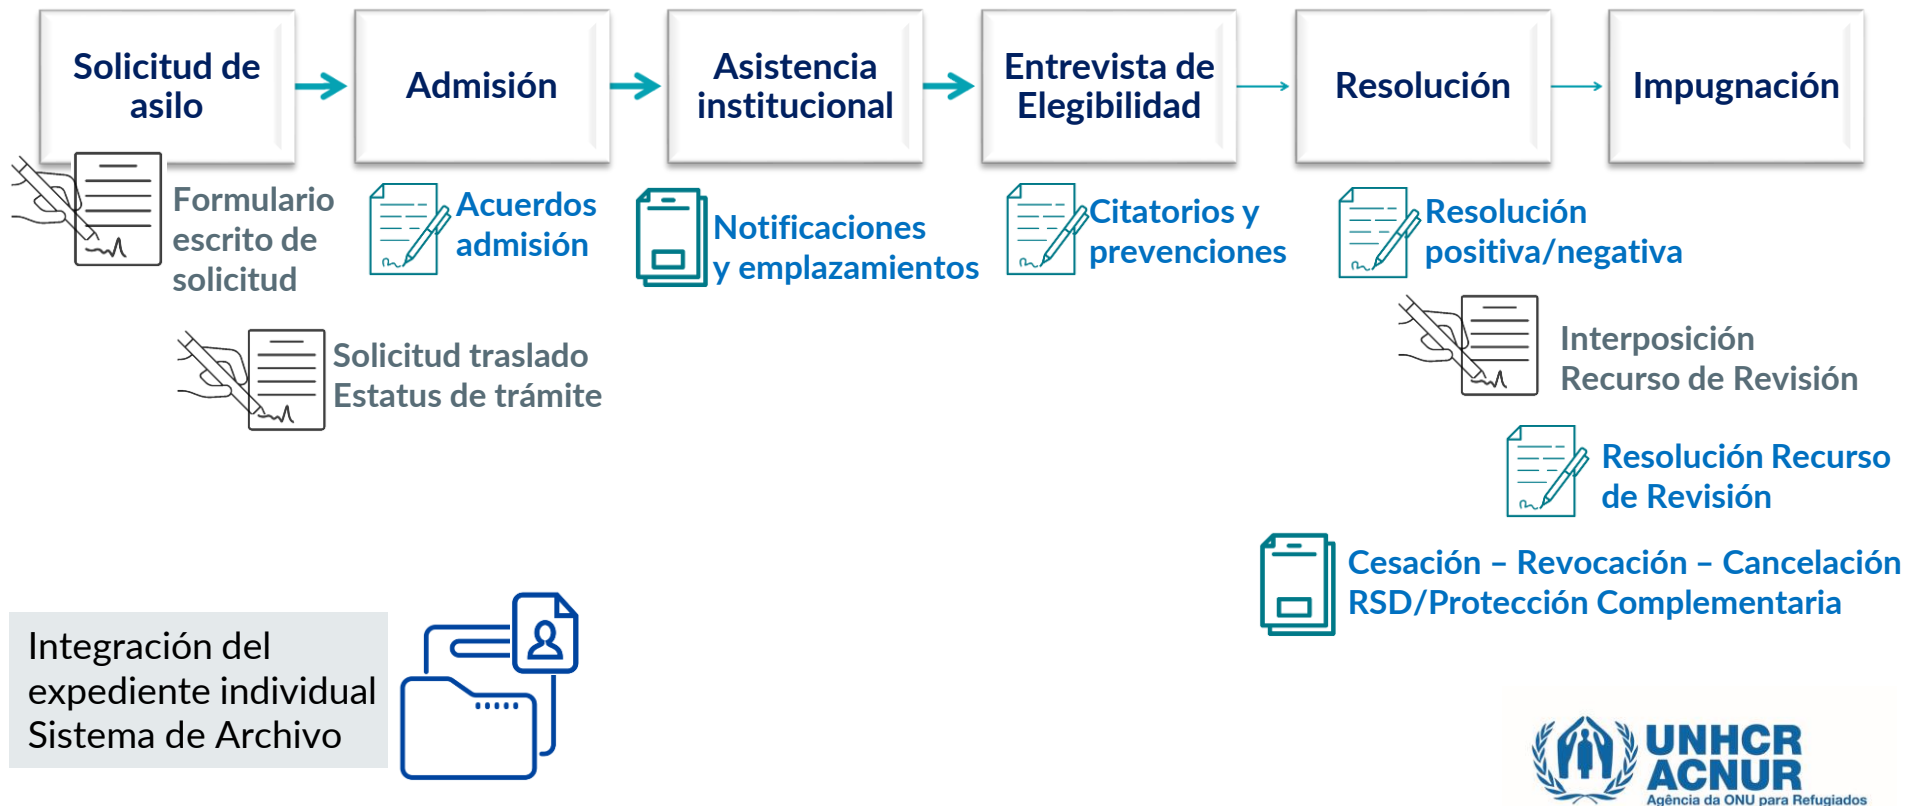 Solicitud de
asilo
Admisión
Asistencia
institucional
Entrevista de
Elegibilidad
Resolución
Impugnación
Formulario
escrito de
solicitud
Acuerdos
admisión
Notificaciones
y emplazamientos
Citatorios y
prevenciones
Resolución
positiva/negativa
Solicitud traslado
Estatus de trámite
Interposición
Recurso de Revisión
Resolución Recurso
de Revisión
Cesación – Revocación – Cancelación
RSD/Protección Complementaria
Integración del
expediente individual
Sistema de Archivo
UNHCR
ACNUR
Agência da ONU para Refugiados